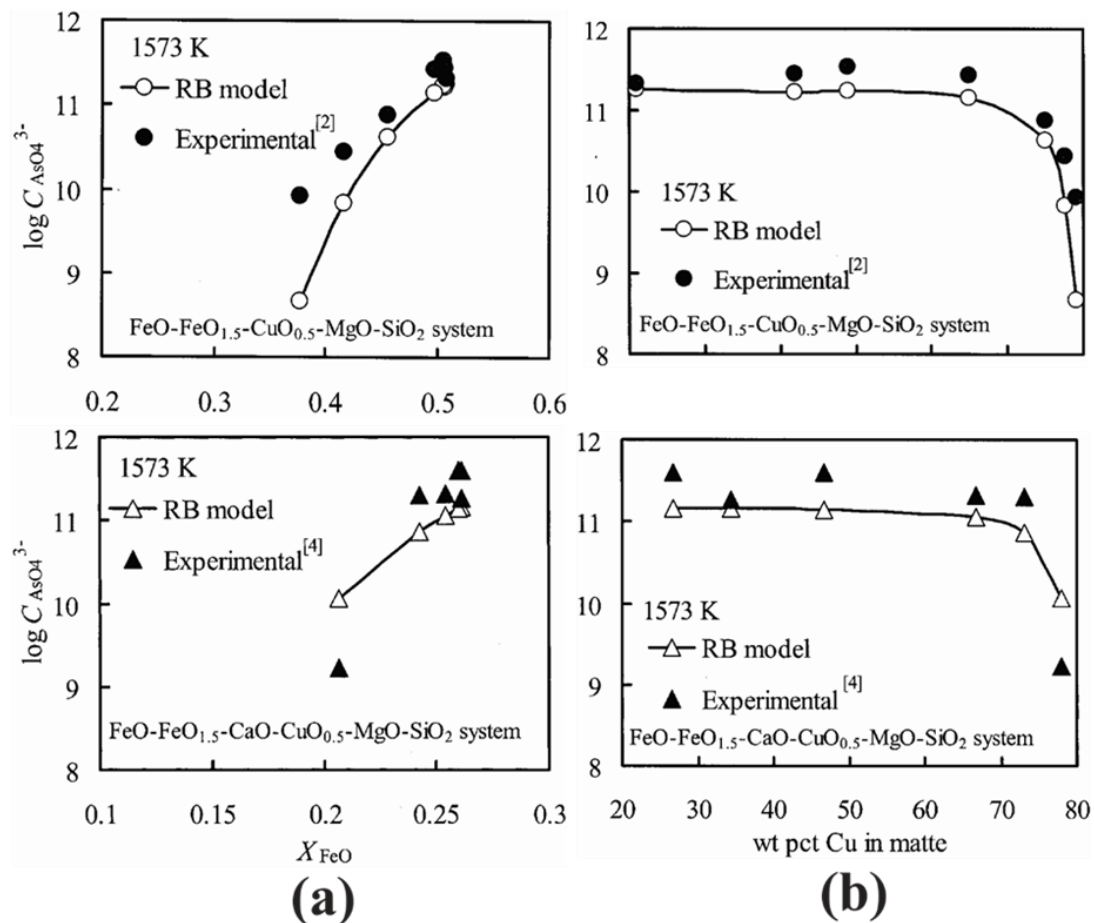 12
11
10
9
8
log C AsO4 3-
1573 K
RB model
Experimental[2]
FeO-FeO1.5-CuO0.5-MgO-SiO2 system
0.2 0.3 0.4 0.5 0.6
12
11
10
9
8
1573 K
RB model
Experimental[2]
FeO-FeO1.5-CuO0.5-MgO-SiO2 system
12
11
10
9
8
log C AsO4 3-
1573 K
RB model
Experimental[4]
FeO-FeO1.5-CaO-CuO0.5-MgO-SiO2 system
0.1 0.15 0.2 0.25 0.3
X FeO
(a)
12
11
10
9
8
1573 K
RB model
Experimental[4]
FeO-FeO1.5-CaO-CuO0.5-MgO-SiO2 system
20 30 40 50 60 70 80
wt pct Cu in matte
(b)